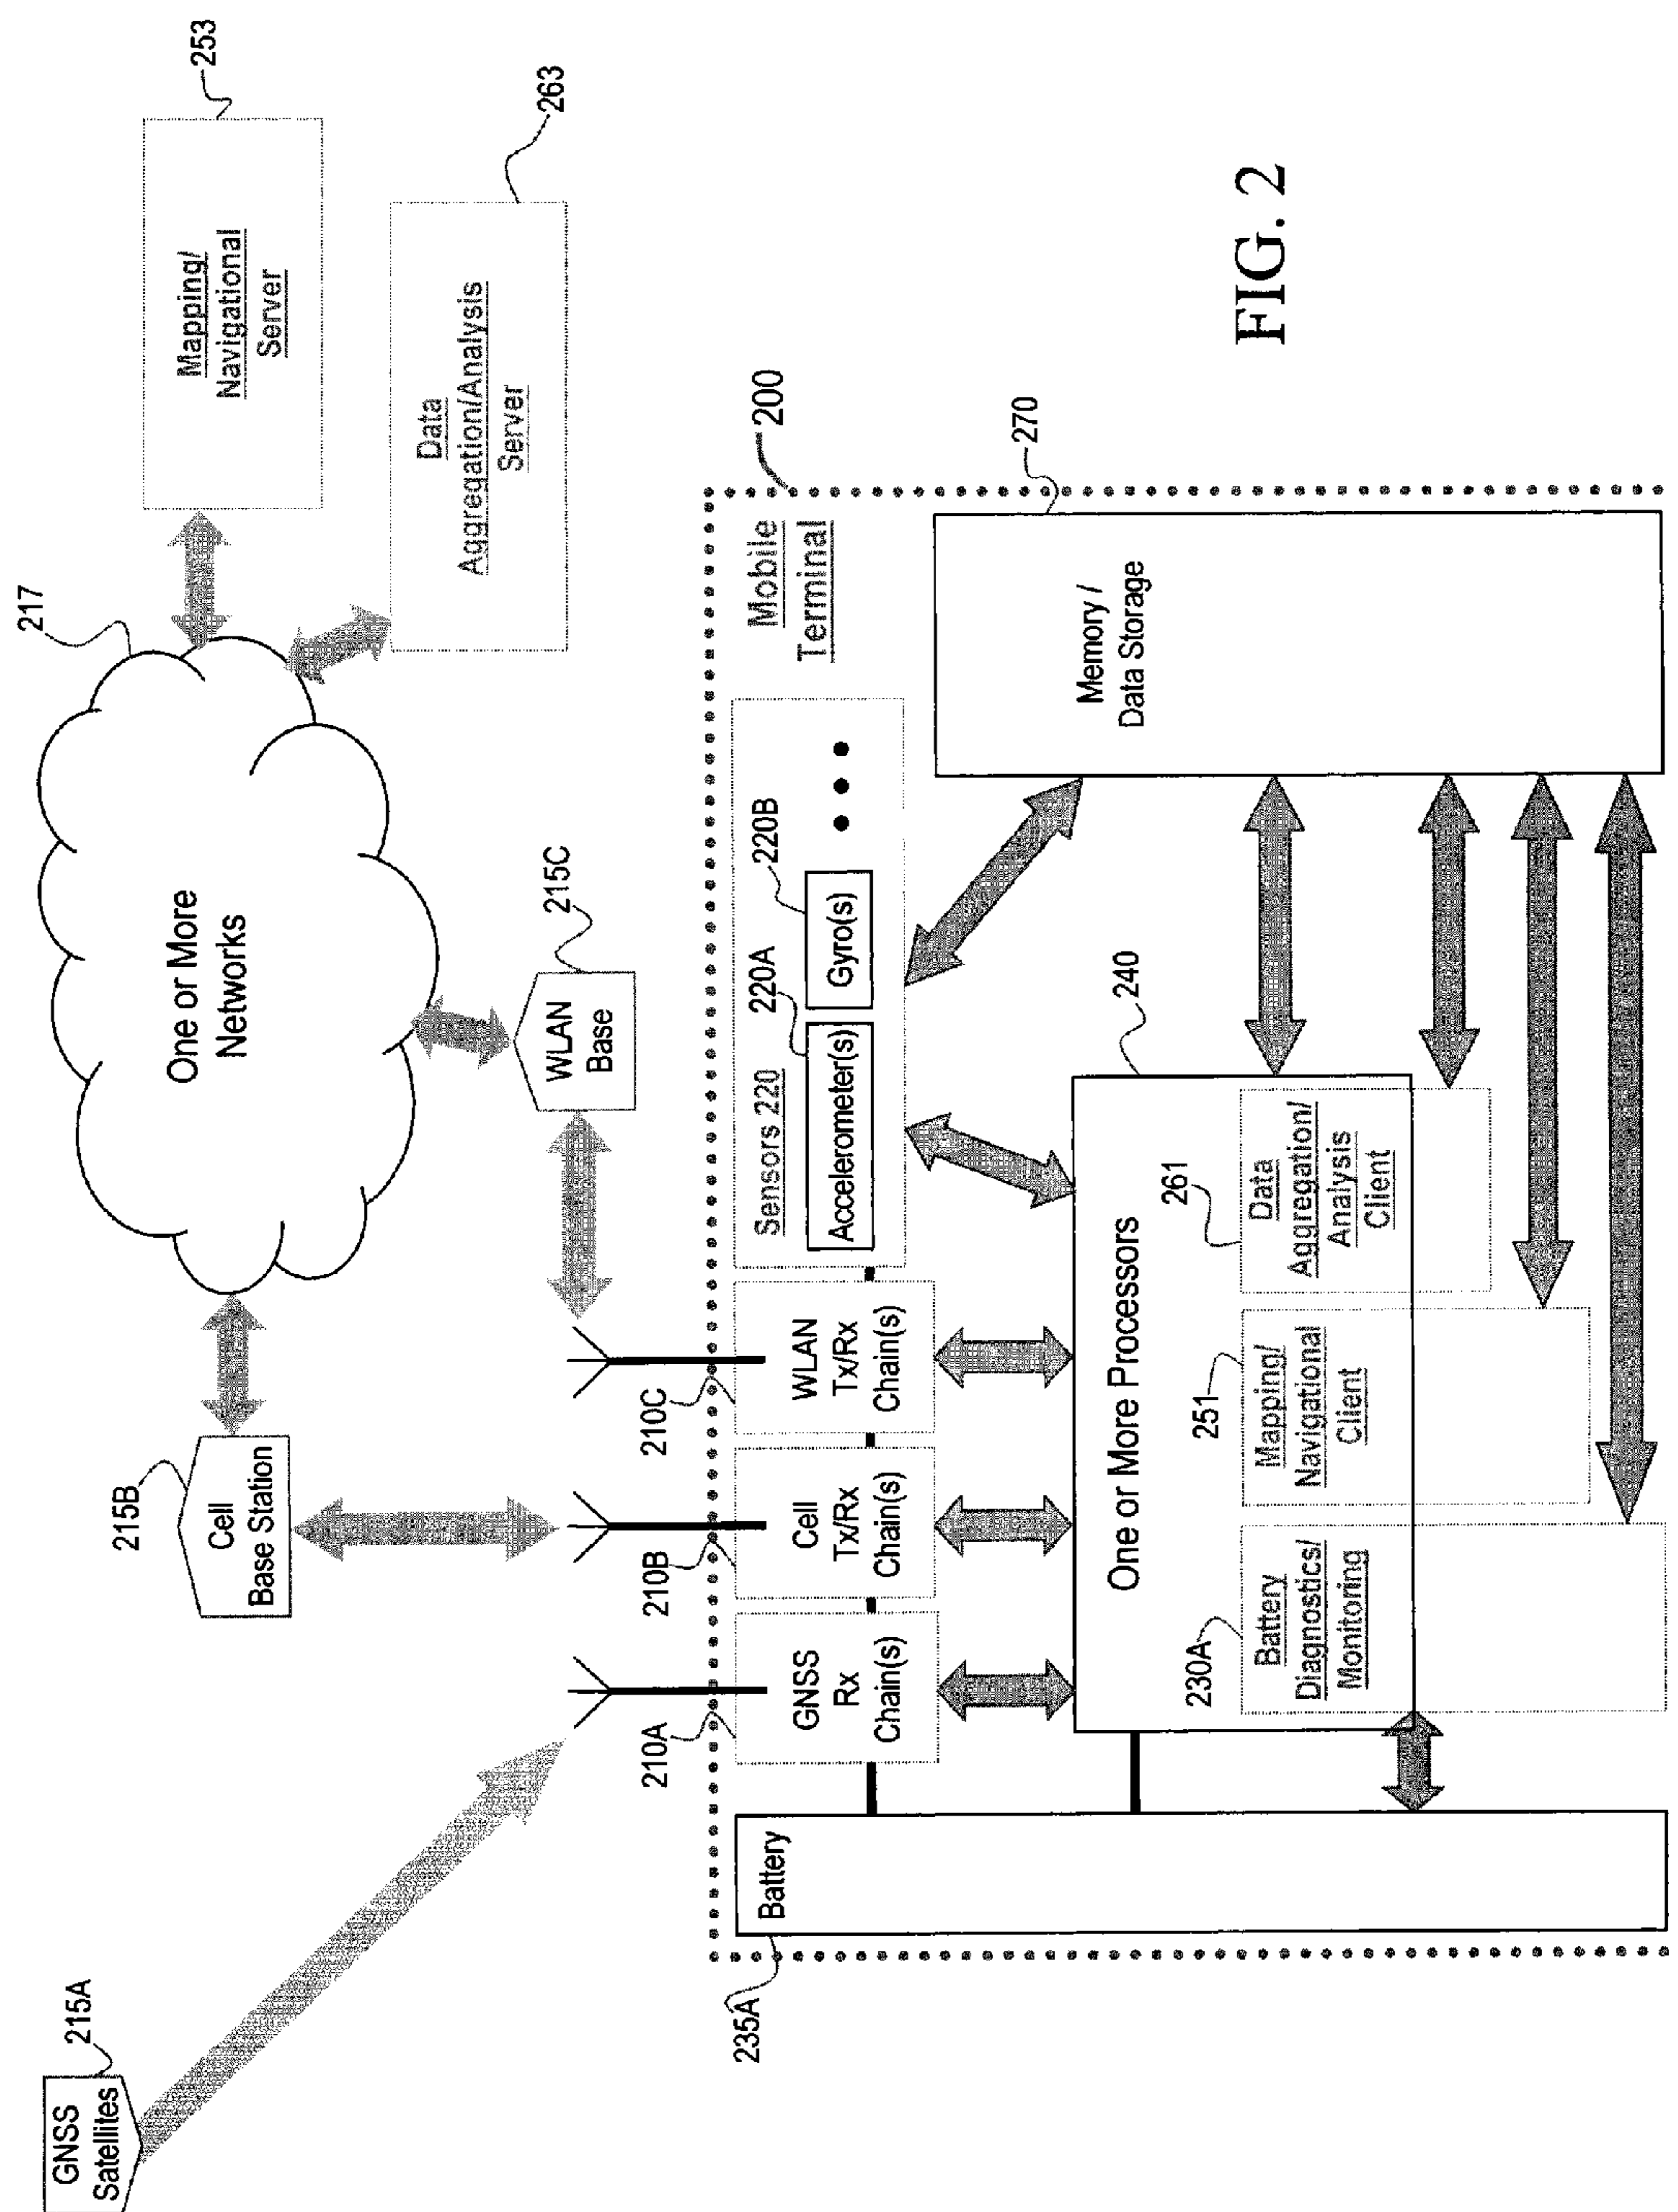 GNSS
Satellites
215A
215B
Cell
Base Station
One or More
Networks
217
Mapping/
Navigational
Server
253
Data
Aggregation/Analysis
Server
263
WLAN
Base
215C
210A
210B
210C
GNSS
Rx
Chain(s)
Cell
Tx/Rx
Chain(s)
WLAN
Tx/Rx
Chain(s)
Sensors 220
220A
220B
Accelerometer(s)
Gyro(s)
Mobile
Terminal
200
235A
Battery
One or More Processors
240
230A
Battery
Diagnostics/
Monitoring
251
Mapping/
Navigational
Client
261
Data
Aggregation/
Analysis
Client
Memory /
Data Storage
270
FIG. 2